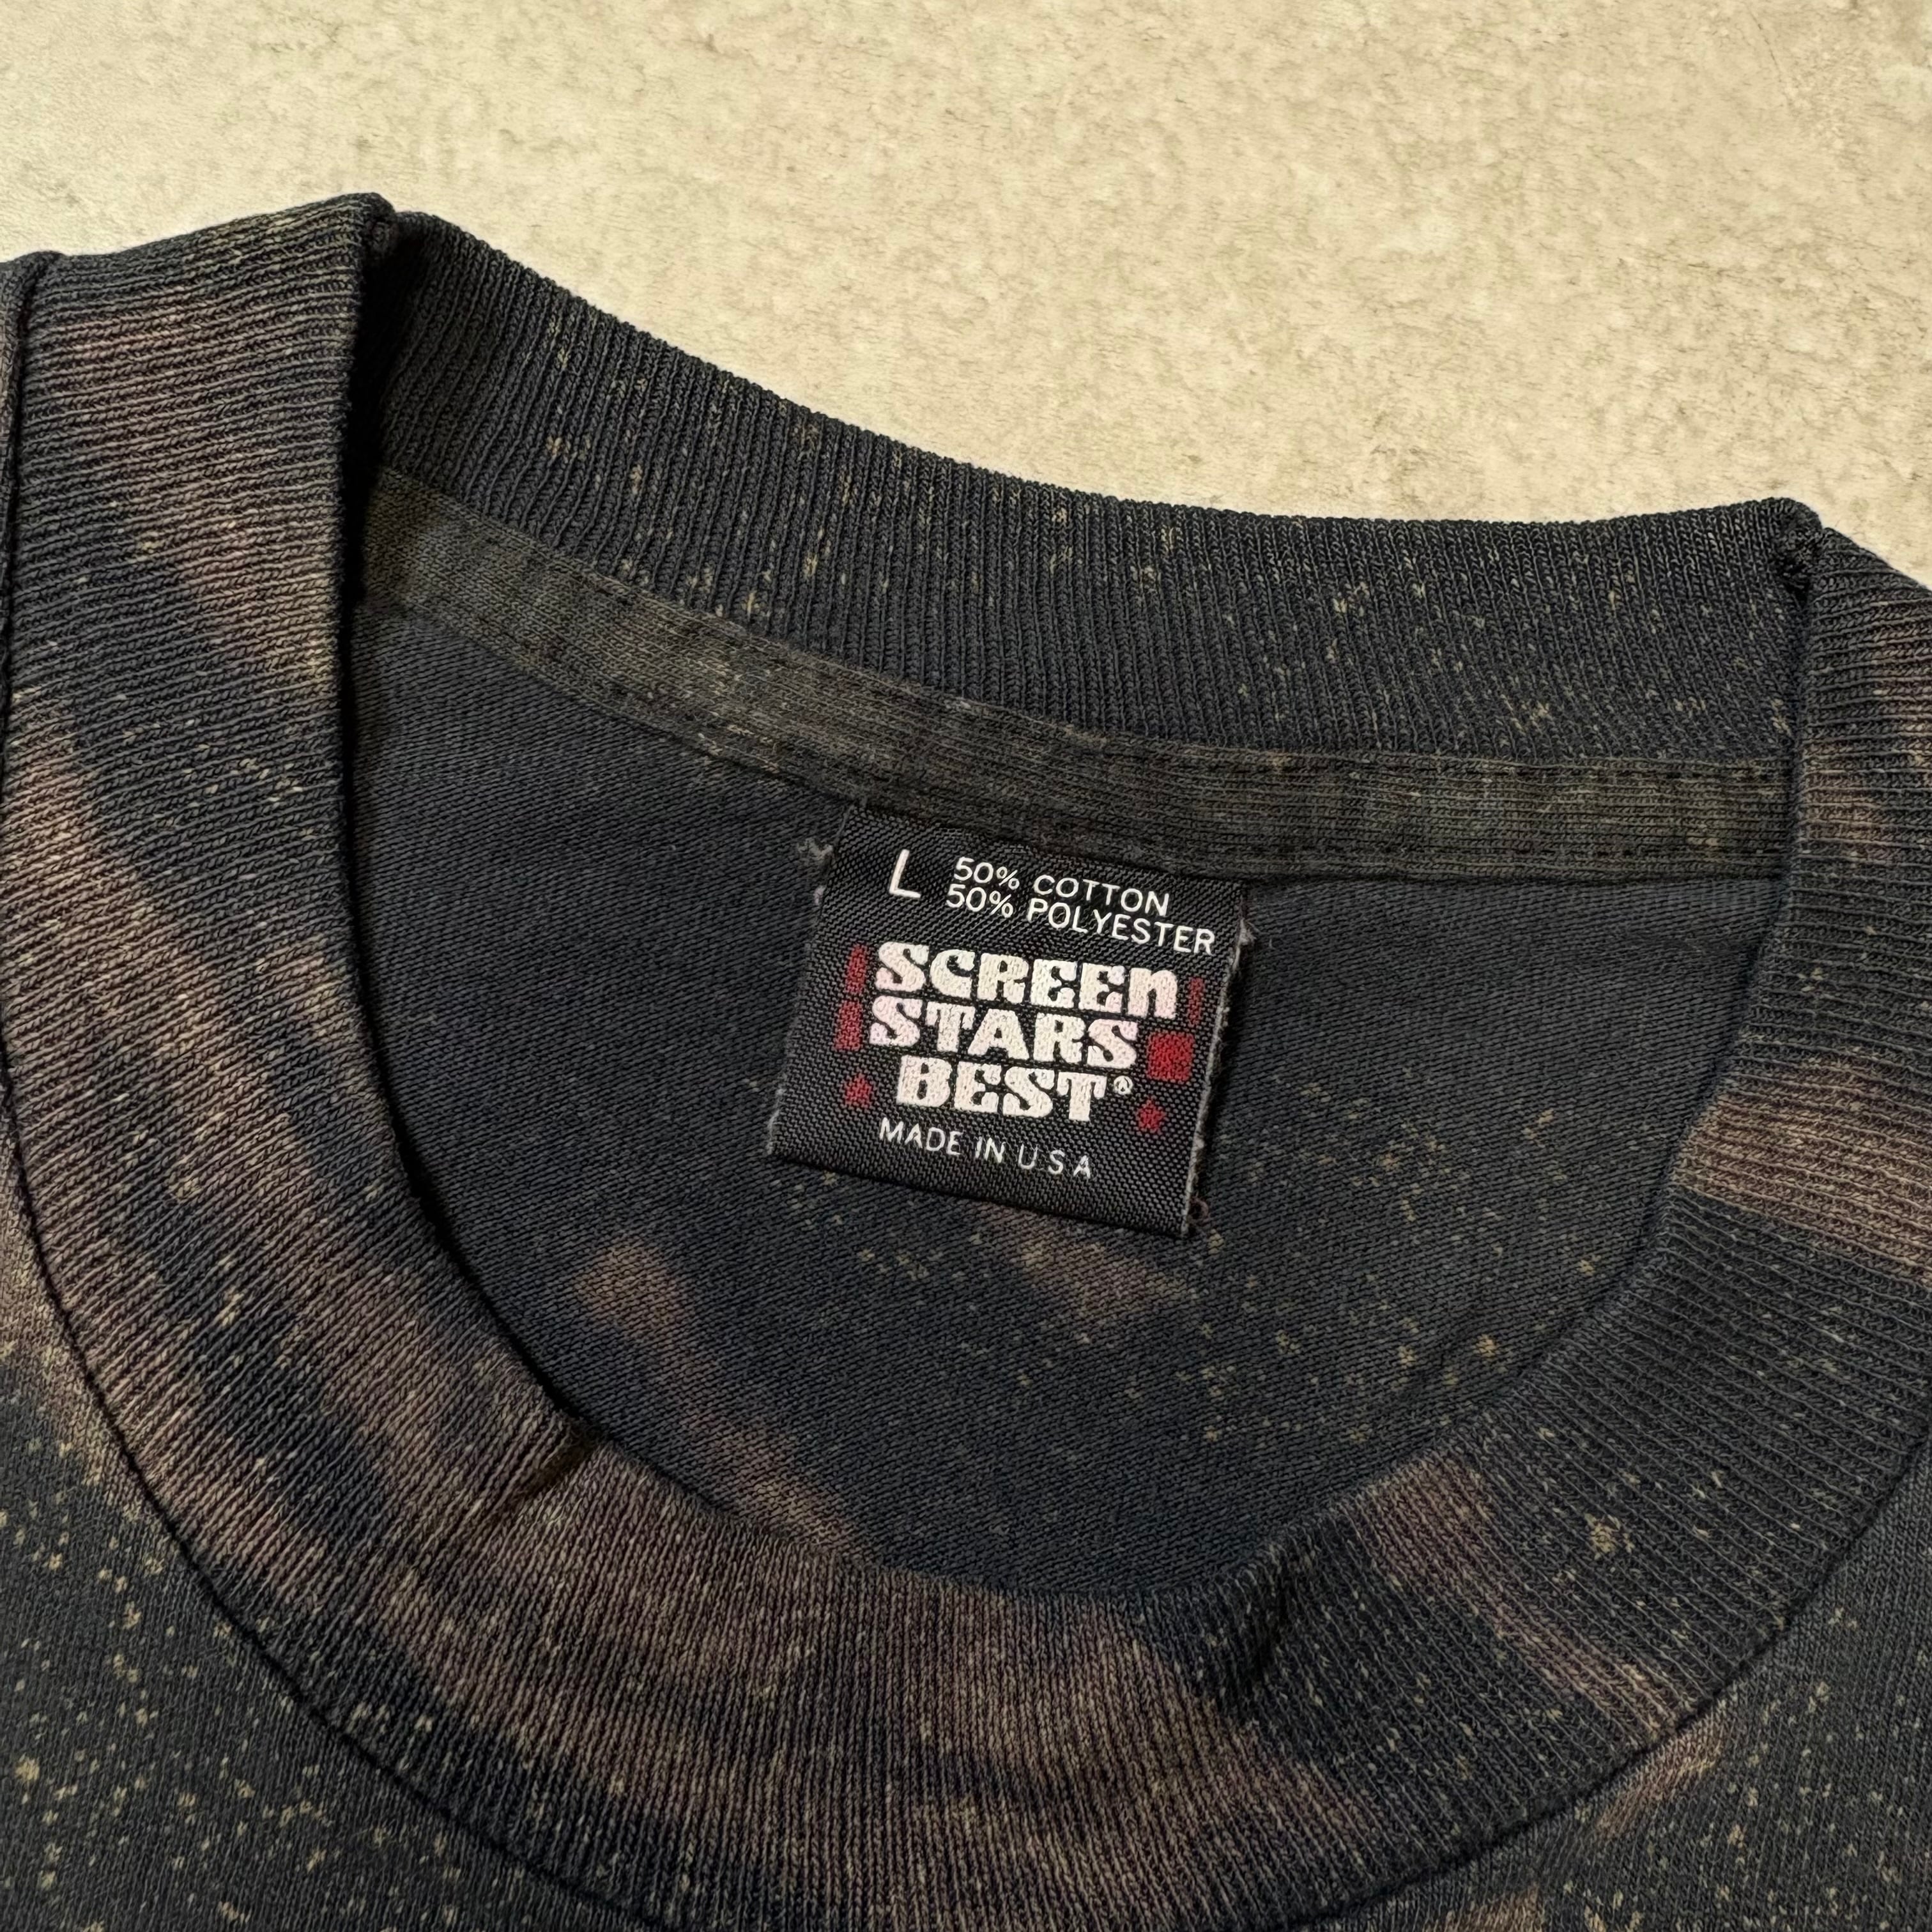 L 50% COTTON
50% POLYESTER
SCREEN
STARS
BEST®
MADE IN U S A